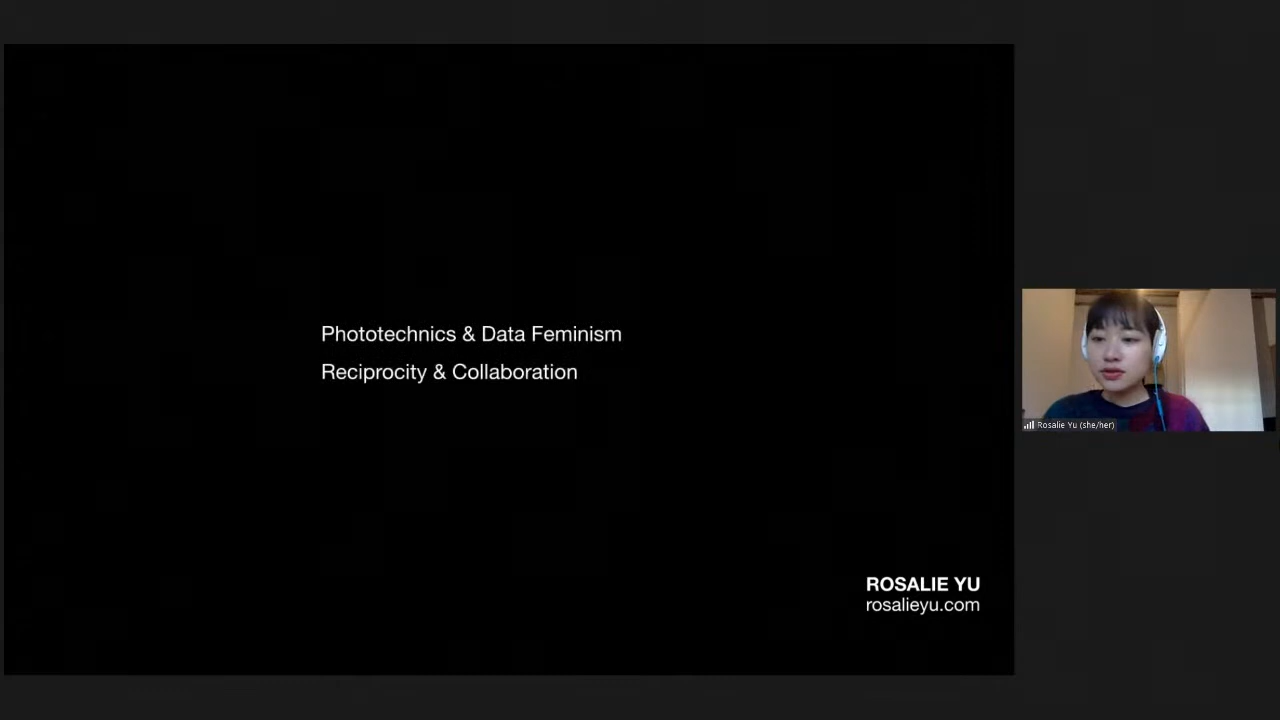 Phototechnics & Data Feminism
Reciprocity & Collaboration
ROSALIE YU
rosalieyu.com
Rosalie Yu (she/her)